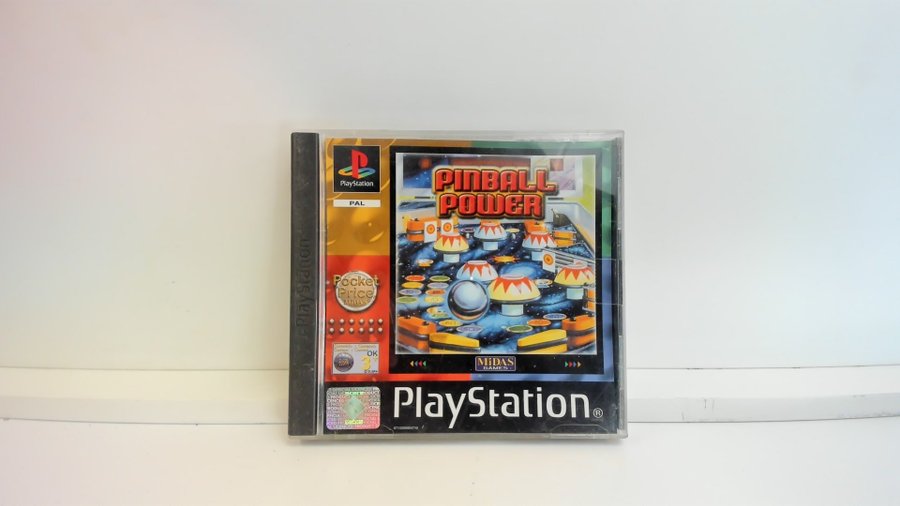 PlayStation
PlayStation
PAL
PINBALL
POWER
Pocket
Price
OK
MIDAS
GAMES
PlayStation®